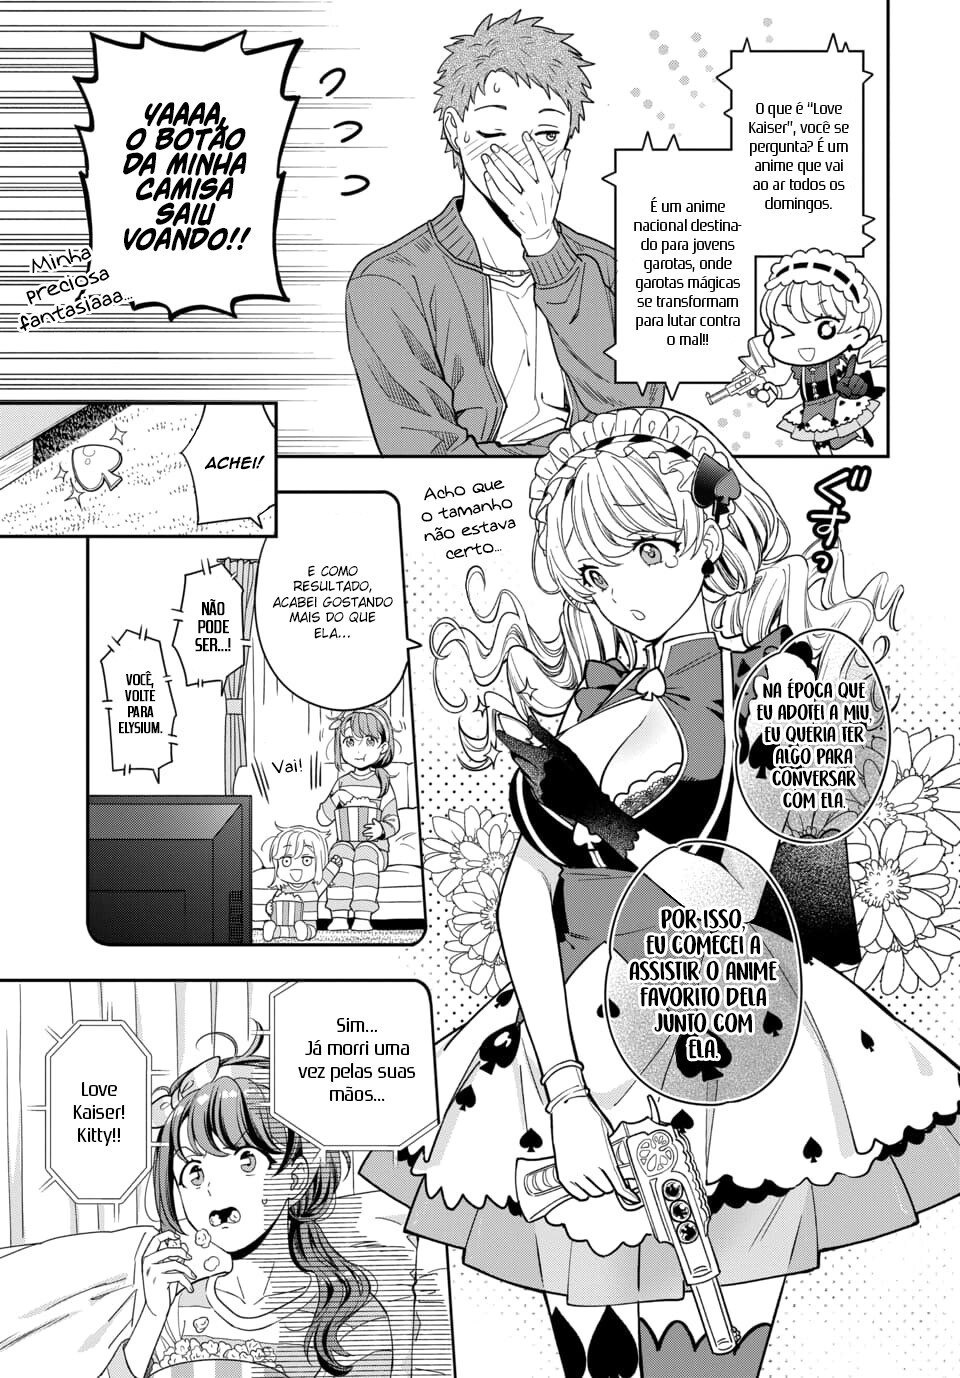 O que é “Love
Kaiser”, você se
pergunta? É um
anime que vai
ao ar todos os
domingos.
É um anime
nacional destina-
do para jovens
garotas, onde
garotas mágicas
se transformam
para lutar contra
o mal!!
YAAAA,
O BOTÃO
DA MINHA
CAMISA
SAIU
VOANDO!!
Minha
preciosa
fantasiaaa...
ACHEI!
Acho que
o tamanho
não estava
certo...
ぐすっ
NA ÉPOCA QUE
EU ADOTEI A MIU,
EU QUERIA TER
ALGO PARA
CONVERSAR
COM ELA.
POR ISSO,
EU COMECEI A
ASSISTIR O ANIME
FAVORITO DELA
JUNTO COM
ELA.
E COMO
RESULTADO,
ACABEI GOSTANDO
MAIS DO QUE
ELA...
NÃO
PODE
SER...!
VOCÊ,
VOLTE
PARA
ELYSIUM.
Vai!
Sim...
Já morri uma
vez pelas suas
mãos...
Love
Kaiser!
Kitty!!